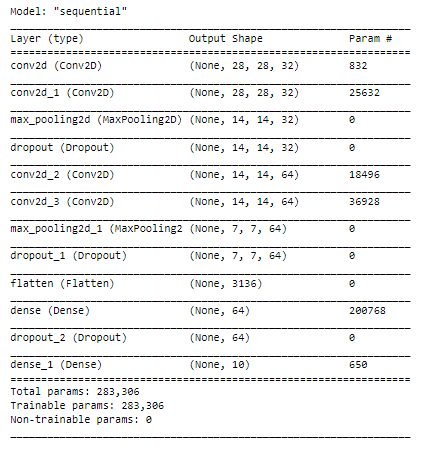 Model: "sequential"
Layer (type) Output Shape Param #
conv2d (Conv2D) (None, 28, 28, 32) 832
conv2d_1 (Conv2D) (None, 28, 28, 32) 25632
max_pooling2d (MaxPooling2D) (None, 14, 14, 32) 0
dropout (Dropout) (None, 14, 14, 32) 0
conv2d_2 (Conv2D) (None, 14, 14, 64) 18496
conv2d_3 (Conv2D) (None, 14, 14, 64) 36928
max_pooling2d_1 (MaxPooling2 (None, 7, 7, 64) 0
dropout_1 (Dropout) (None, 7, 7, 64) 0
flatten (Flatten) (None, 3136) 0
dense (Dense) (None, 64) 200768
dropout_2 (Dropout) (None, 64) 0
dense_1 (Dense) (None, 10) 650
Total params: 283,306
Trainable params: 283,306
Non-trainable params: 0